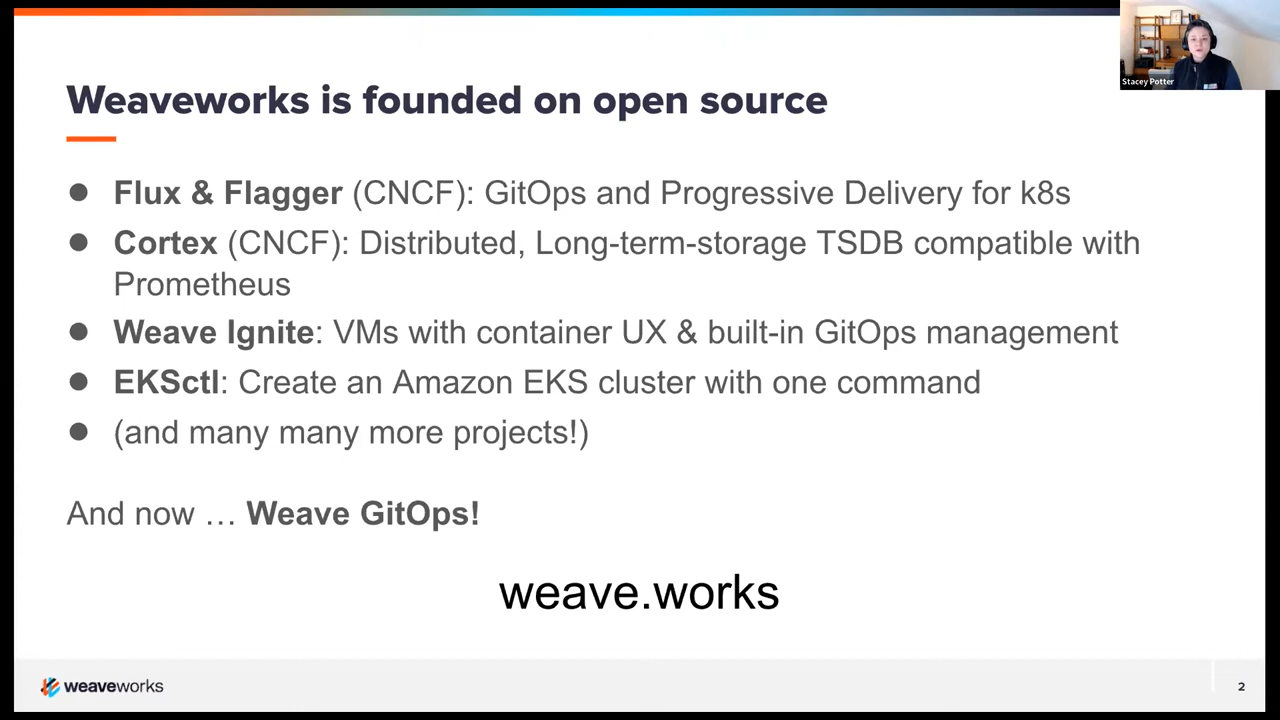 Stacey Potter
Weaveworks is founded on open source
● Flux & Flagger (CNCF): GitOps and Progressive Delivery for k8s
● Cortex (CNCF): Distributed, Long-term-storage TSDB compatible with
Prometheus
● Weave Ignite: VMs with container UX & built-in GitOps management
● EKSctl: Create an Amazon EKS cluster with one command
● (and many many more projects!)
And now … Weave GitOps!
weave.works
weaveworks
2